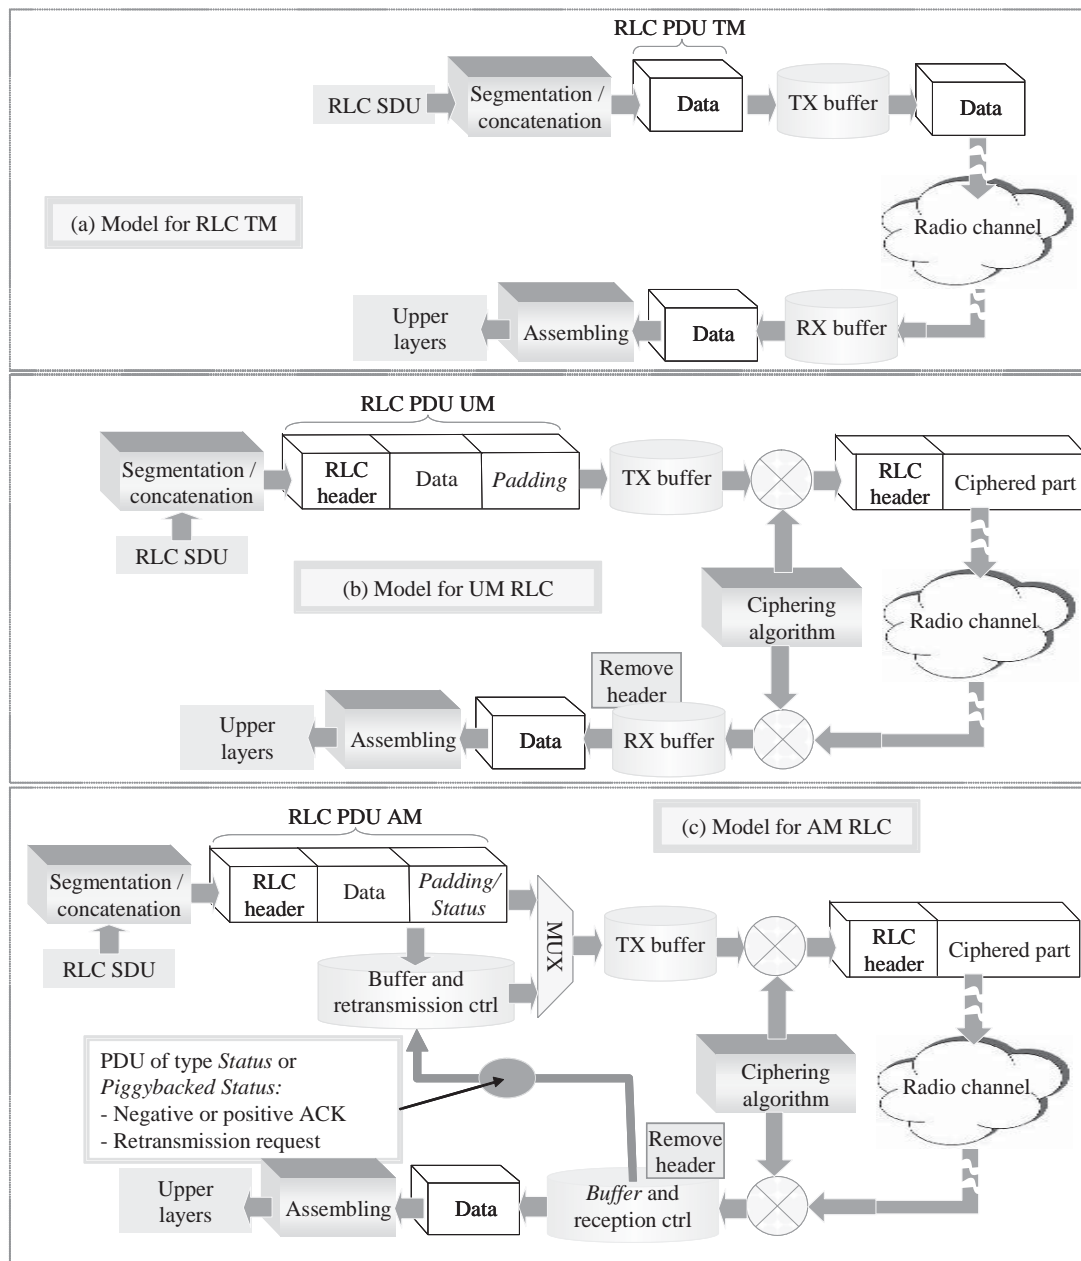 RLC PDU TM
RLC SDU
Segmentation /
concatenation
Data
TX buffer
Data
(a) Model for RLC TM
Radio channel
Upper
layers
Assembling
Data
RX buffer
RLC PDU UM
Segmentation /
concatenation
RLC
header
Data
Padding
TX buffer
RLC
header
Ciphered part
RLC SDU
(b) Model for UM RLC
Ciphering
algorithm
Radio channel
Remove
header
Upper
layers
Assembling
Data
RX buffer
RLC PDU AM
(c) Model for AM RLC
Segmentation /
concatenation
RLC
header
Data
Padding/
Status
MUX
TX buffer
RLC
header
Ciphered part
RLC SDU
Buffer and
retransmission ctrl
PDU of type Status or
Piggybacked Status:
- Negative or positive ACK
- Retransmission request
Ciphering
algorithm
Radio channel
Remove
header
Upper
layers
Assembling
Data
Buffer and
reception ctrl